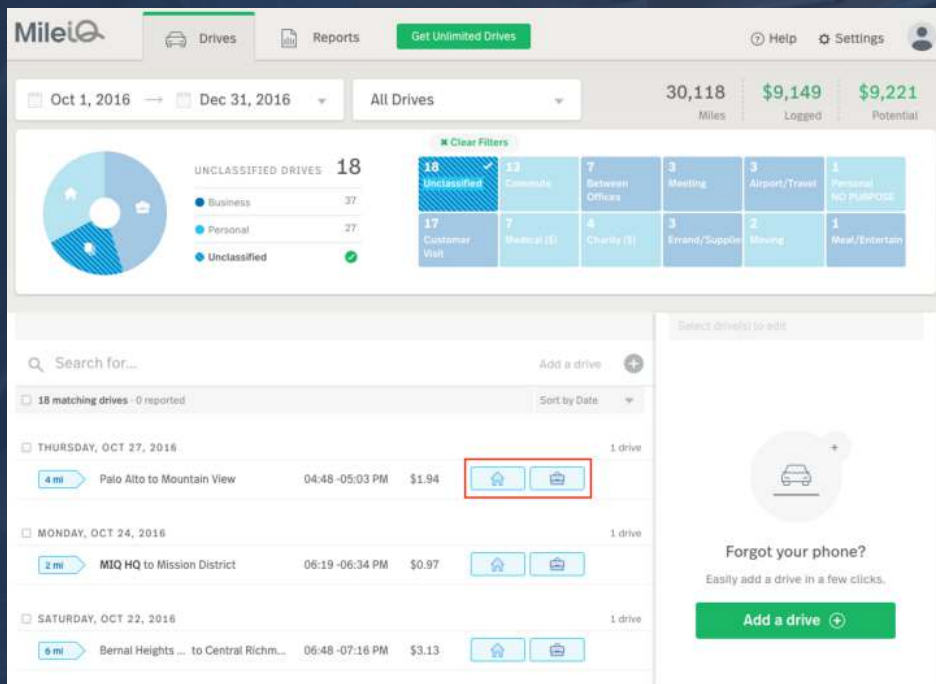 MileIQ
Drives
Reports
Get Unlimited Drives
Help
Settings
Oct 1, 2016 → Dec 31, 2016
All Drives
30,118
Miles
$9,149
Logged
$9,221
Potential
✖ Clear Filters
UNCLASSIFIED DRIVES 18
Business 37
Personal 27
Unclassified
18
Unclassified
13
Commute
7
Between
Offices
3
Meeting
3
Airport/Travel
1
Personal
NO PURPOSE
17
Customer
Visit
7
Medical ($)
4
Charity ($)
3
Errand/Supplies
2
Moving
1
Meal/Entertain
Select drive(s) to edit
Search for...
Add a drive
18 matching drives · 0 reported
Sort by Date
THURSDAY, OCT 27, 2016 1 drive
4 mi Palo Alto to Mountain View 04:48 -05:03 PM $1.94
MONDAY, OCT 24, 2016 1 drive
2 mi MIQ HQ to Mission District 06:19 -06:34 PM $0.97
SATURDAY, OCT 22, 2016 1 drive
6 mi Bernal Heights ... to Central Richm... 06:48 -07:16 PM $3.13
Forgot your phone?
Easily add a drive in a few clicks.
Add a drive